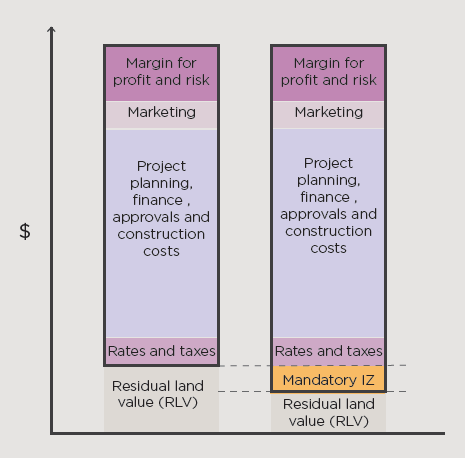 Margin for
profit and risk
Marketing
Project
planning,
finance ,
approvals and
construction
costs
Rates and taxes
Residual land
value (RLV)
Margin for
profit and risk
Marketing
Project
planning,
finance ,
approvals and
construction
costs
Rates and taxes
Mandatory IZ
Residual land
value (RLV)
$